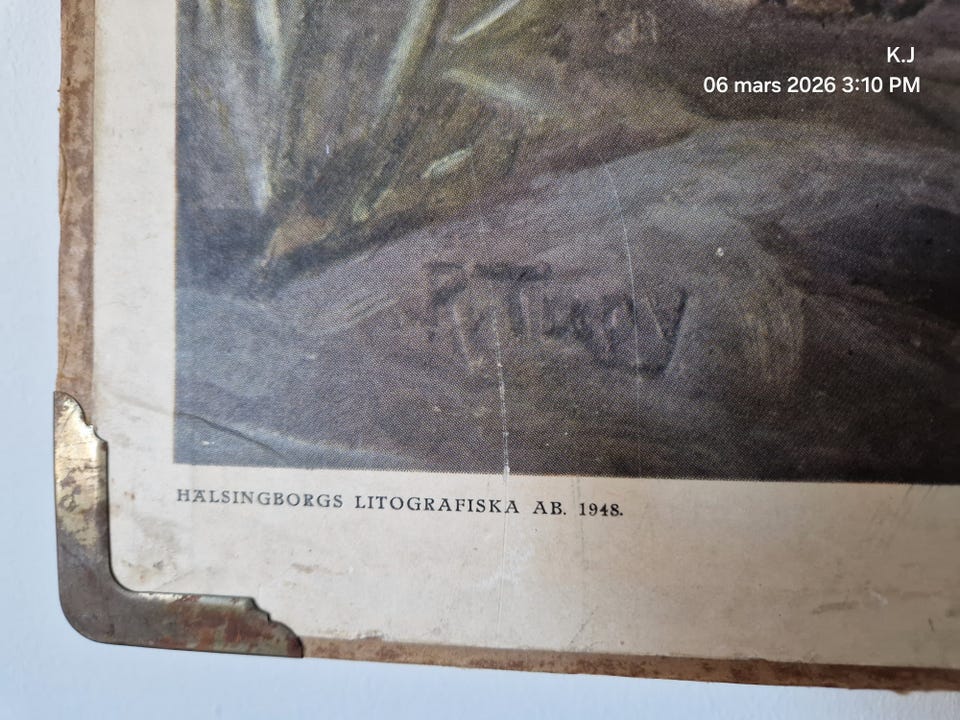 K.J
06 mars 2026 3:10 PM
HÄLSINGBORGS LITOGRAFISKA AB. 1948.